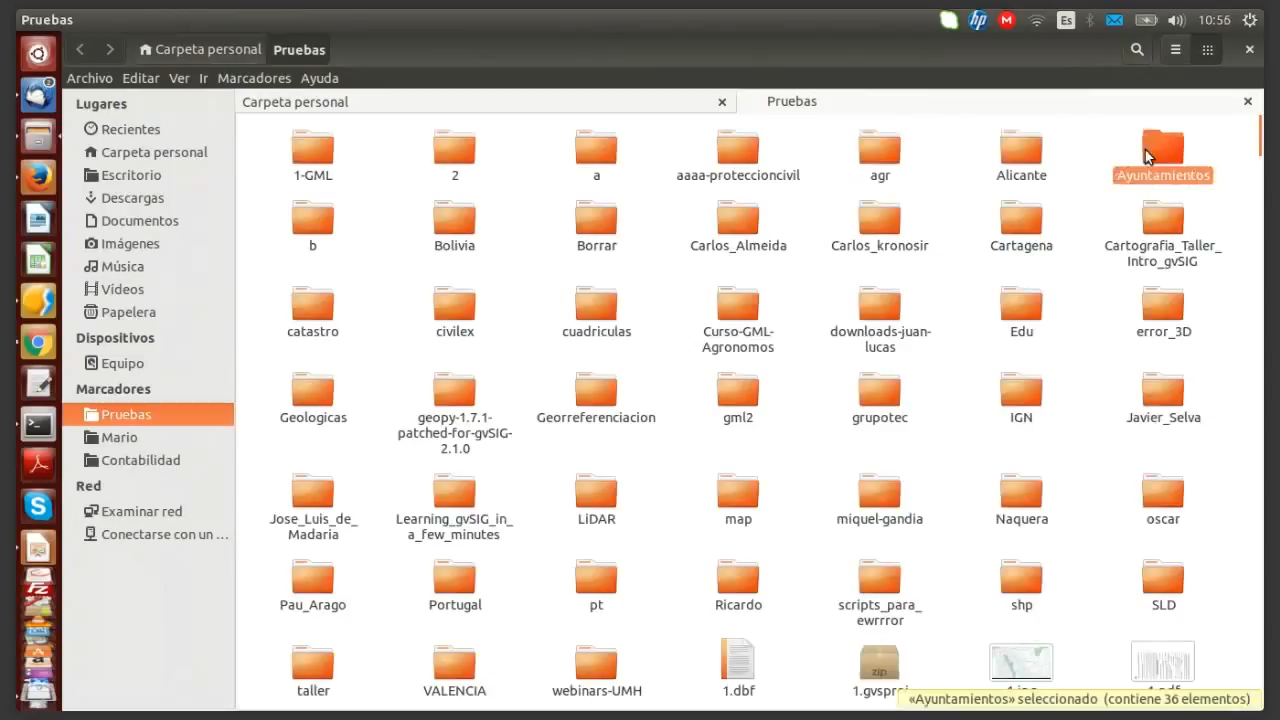 Pruebas
Es
10:56
Carpeta personal
Pruebas
Archivo Editar Ver Ir Marcadores Ayuda
Lugares
Recientes
Carpeta personal
Escritorio
Descargas
Documentos
Imágenes
Música
Vídeos
Papelera
Dispositivos
Equipo
Marcadores
Pruebas
Mario
Contabilidad
Red
Examinar red
Conectarse con un ...
Carpeta personal
Pruebas
1-GML
2
a
aaaa-proteccioncivil
agr
Alicante
Ayuntamientos
b
Bolivia
Borrar
Carlos_Almeida
Carlos_kronosir
Cartagena
Cartografia_Taller_
Intro_gvSIG
catastro
civilex
cuadriculas
Curso-GML-
Agronomos
downloads-juan-
lucas
Edu
error_3D
Geologicas
geopy-1.7.1-
patched-for-gvSIG-
2.1.0
Georreferenciacion
gml2
grupotec
IGN
Javier_Selva
Jose_Luis_de_
Madaria
Learning_gvSIG_in_
a_few_minutes
LiDAR
map
miquel-gandia
Naquera
oscar
Pau_Arago
Portugal
pt
Ricardo
scripts_para_
ewrrror
shp
SLD
taller
VALENCIA
webinars-UMH
1.dbf
zip
«Ayuntamientos» seleccionado (contiene 36 elementos)